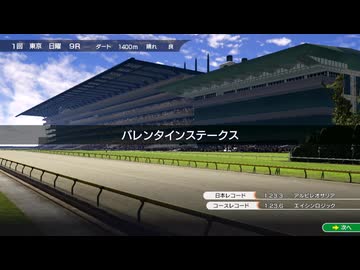 1回 東京 日曜 9R ダート 1400m 晴れ 良
バレンタインステークス
日本レコード 1.23.3 アルビレオサリア
コースレコード 1.23.6 エイシンロジック
次へ